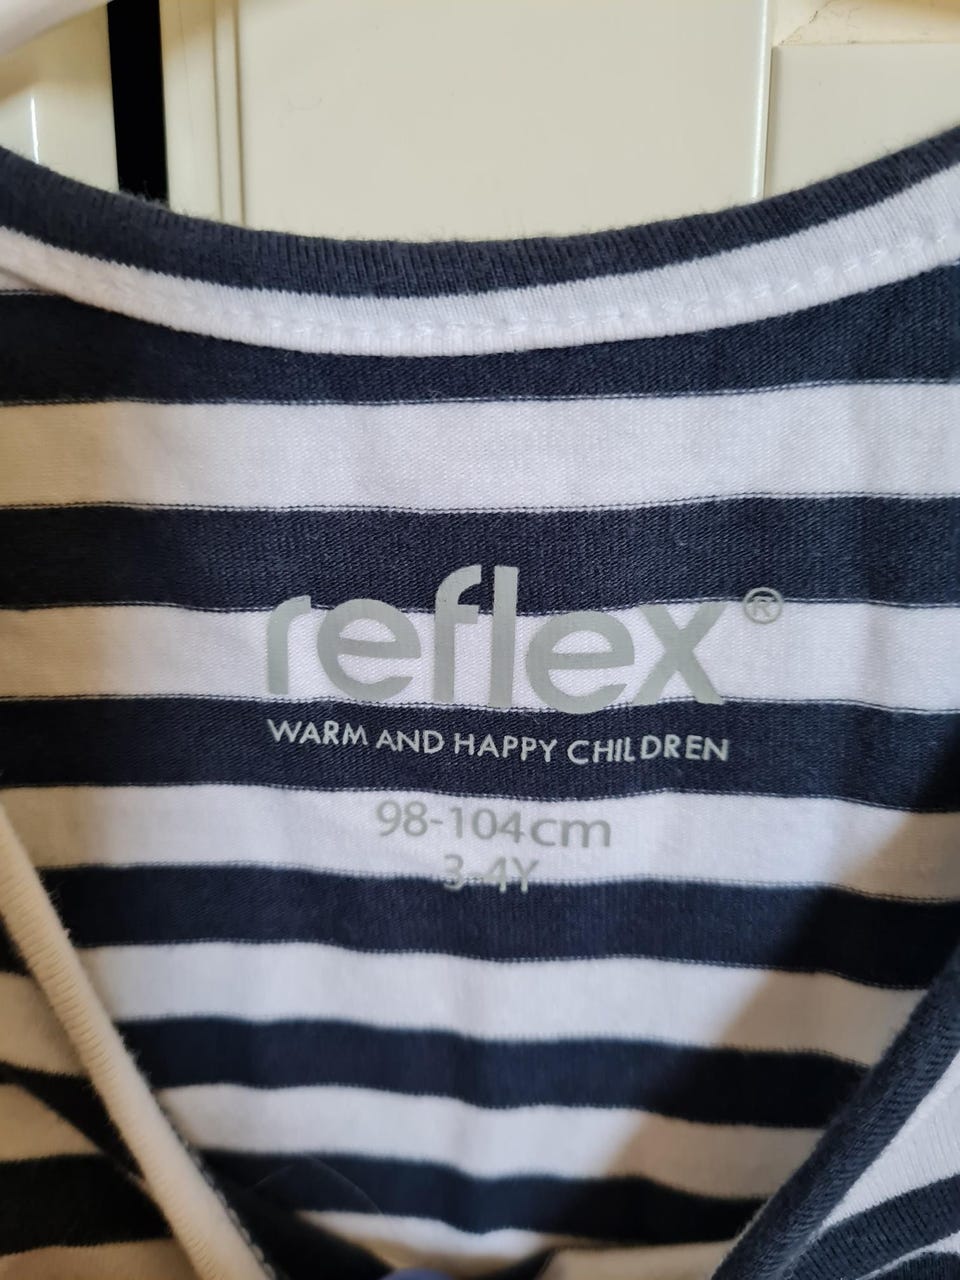 reflex®
WARM AND HAPPY CHILDREN
98-104cm
3-4Y